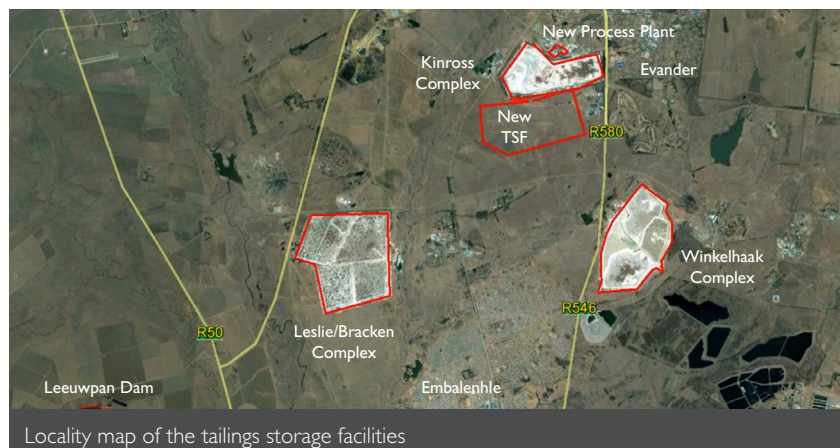 New Process Plant
Kinross
Complex
Evander
New
TSF
R580
Winkelhaak
Complex
R546
R50
Leslie/Bracken
Complex
Leeuwpan Dam
Embalenhle
Locality map of the tailings storage facilities